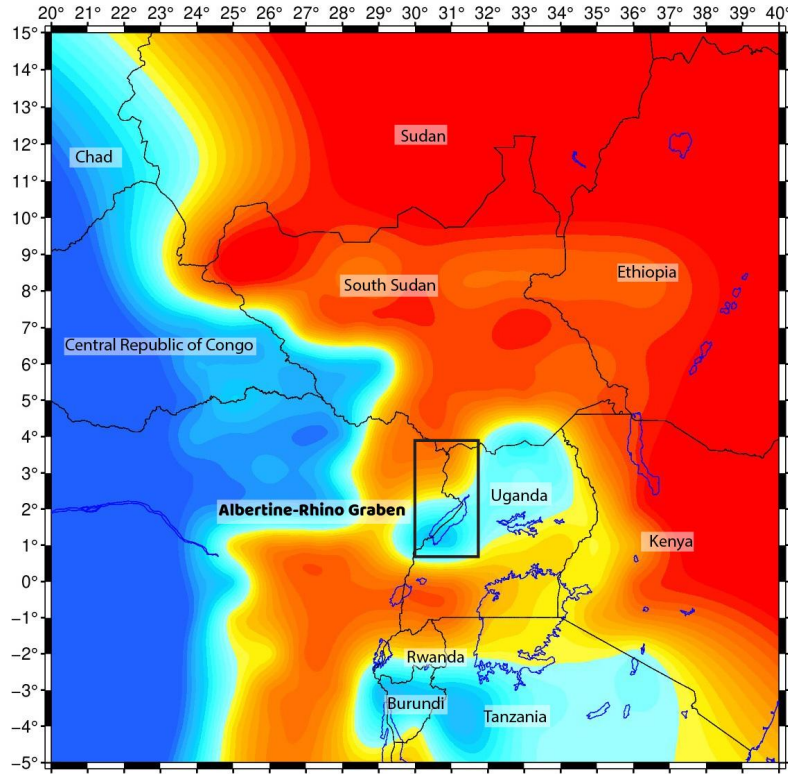 20° 21° 22° 23° 24° 25° 26° 27° 28° 29° 30° 31° 32° 33° 34° 35° 36° 37° 38° 39° 40°
15°
14°
13°
12°
11°
10°
9°
8°
7°
6°
5°
4°
3°
2°
1°
0°
−1°
−2°
−3°
−4°
−5°
Sudan
Chad
Ethiopia
South Sudan
Central Republic of Congo
Uganda
Albertine-Rhino Graben
Kenya
Rwanda
Burundi
Tanzania